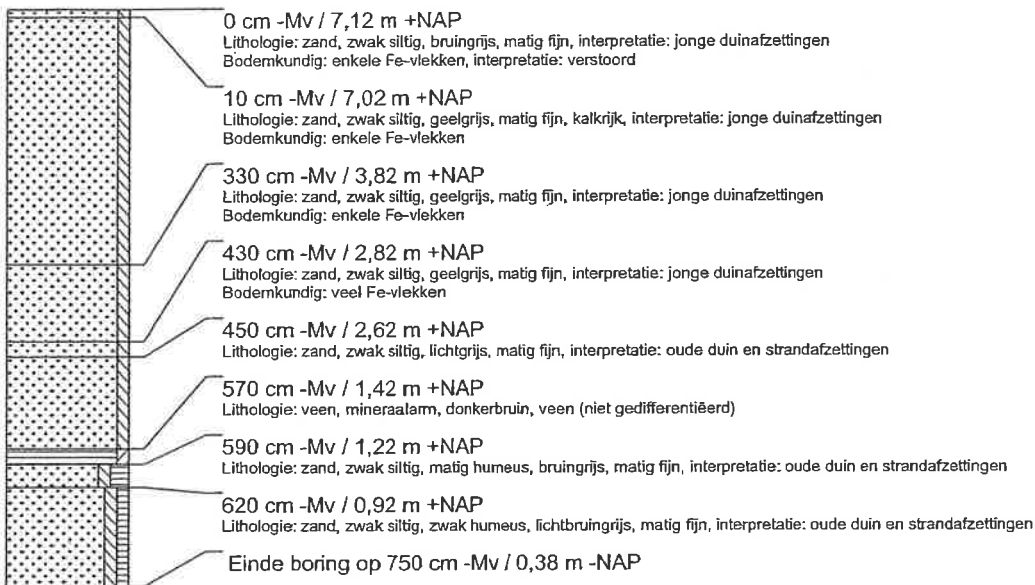 0 cm -Mv / 7,12 m +NAP
Lithologie: zand, zwak siltig, bruingrijs, matig fijn, interpretatie: jonge duinafzettingen
Bodemkundig: enkele Fe-vlekken, interpretatie: verstoord
10 cm -Mv / 7,02 m +NAP
Lithologie: zand, zwak siltig, geelgrijs, matig fijn, kalkrijk, interpretatie: jonge duinafzettingen
Bodemkundig: enkele Fe-vlekken
330 cm -Mv / 3,82 m +NAP
Lithologie: zand, zwak siltig, geelgrijs, matig fijn, interpretatie: jonge duinafzettingen
Bodemkundig: enkele Fe-vlekken
430 cm -Mv / 2,82 m +NAP
Lithologie: zand, zwak siltig, geelgrijs, matig fijn, interpretatie: jonge duinafzettingen
Bodemkundig: veel Fe-vlekken
450 cm -Mv / 2,62 m +NAP
Lithologie: zand, zwak siltig, lichtgrijs, matig fijn, interpretatie: oude duin en strandafzettingen
570 cm -Mv / 1,42 m +NAP
Lithologie: veen, mineraalarm, donkerbruin, veen (niet gedifferentiëerd)
590 cm -Mv / 1,22 m +NAP
Lithologie: zand, zwak siltig, matig humeus, bruingrijs, matig fijn, interpretatie: oude duin en strandafzettingen
620 cm -Mv / 0,92 m +NAP
Lithologie: zand, zwak siltig, zwak humeus, lichtbruingrijs, matig fijn, interpretatie: oude duin en strandafzettingen
Einde boring op 750 cm -Mv / 0,38 m -NAP